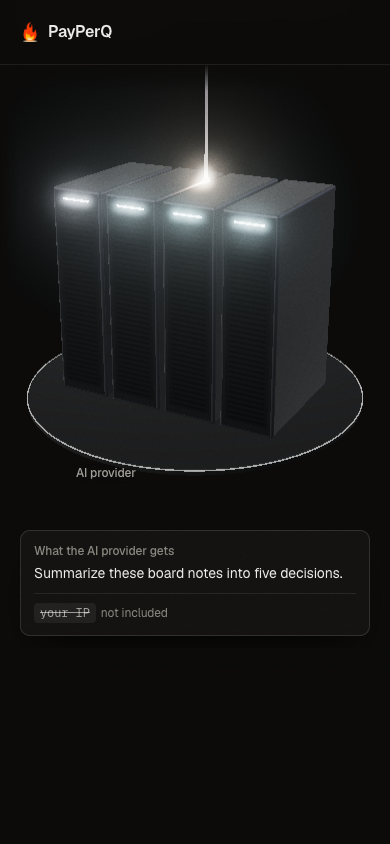 PayPerQ
AI provider
What the AI provider gets
Summarize these board notes into five decisions.
your IP not included